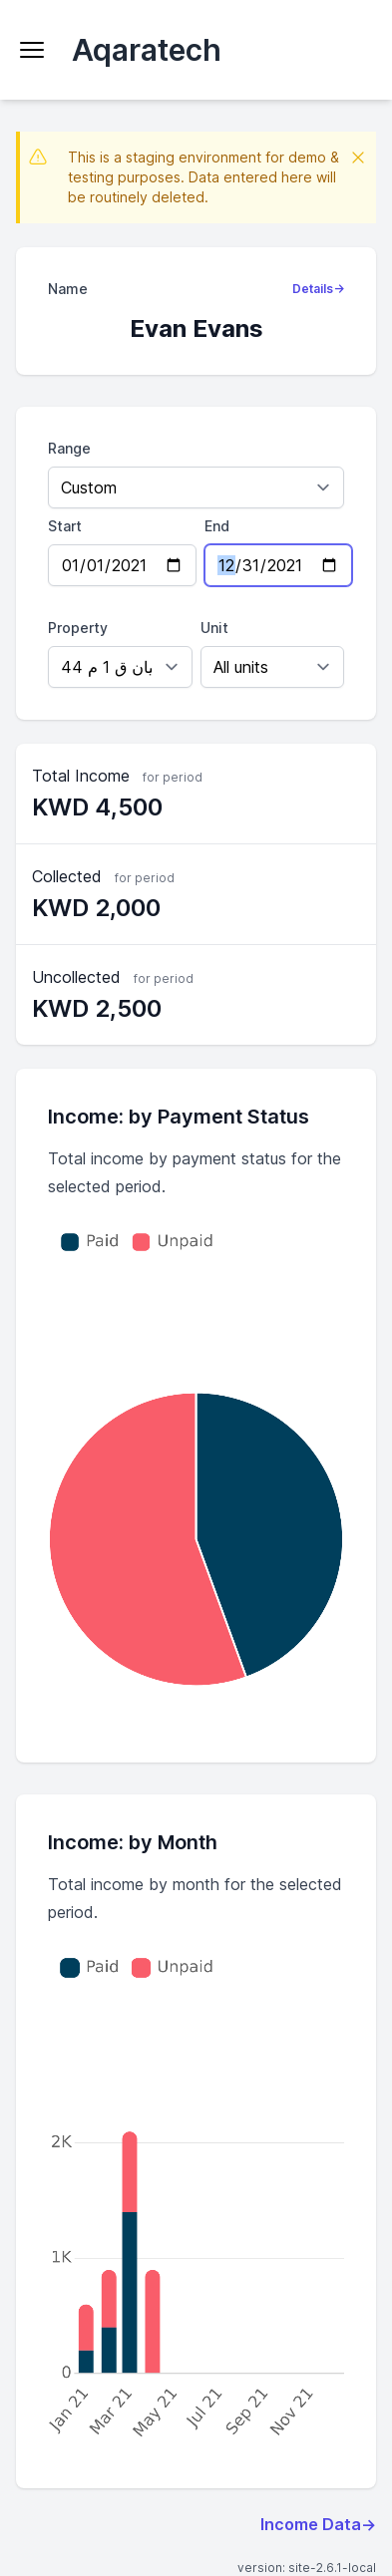 Aqaratech
This is a staging environment for demo &
testing purposes. Data entered here will
be routinely deleted.
Name
Details→
Evan Evans
Range
Custom
Start
End
01/01/2021
12/31/2021
Property
Unit
بان ق 1 م 44
All units
Total Income for period
KWD 4,500
Collected for period
KWD 2,000
Uncollected for period
KWD 2,500
Income: by Payment Status
Total income by payment status for the
selected period.
Paid Unpaid
Income: by Month
Total income by month for the selected
period.
Paid Unpaid
2K
1K
0
Jan 21 Mar 21 May 21 Jul 21 Sep 21 Nov 21
Income Data→
version: site-2.6.1-local